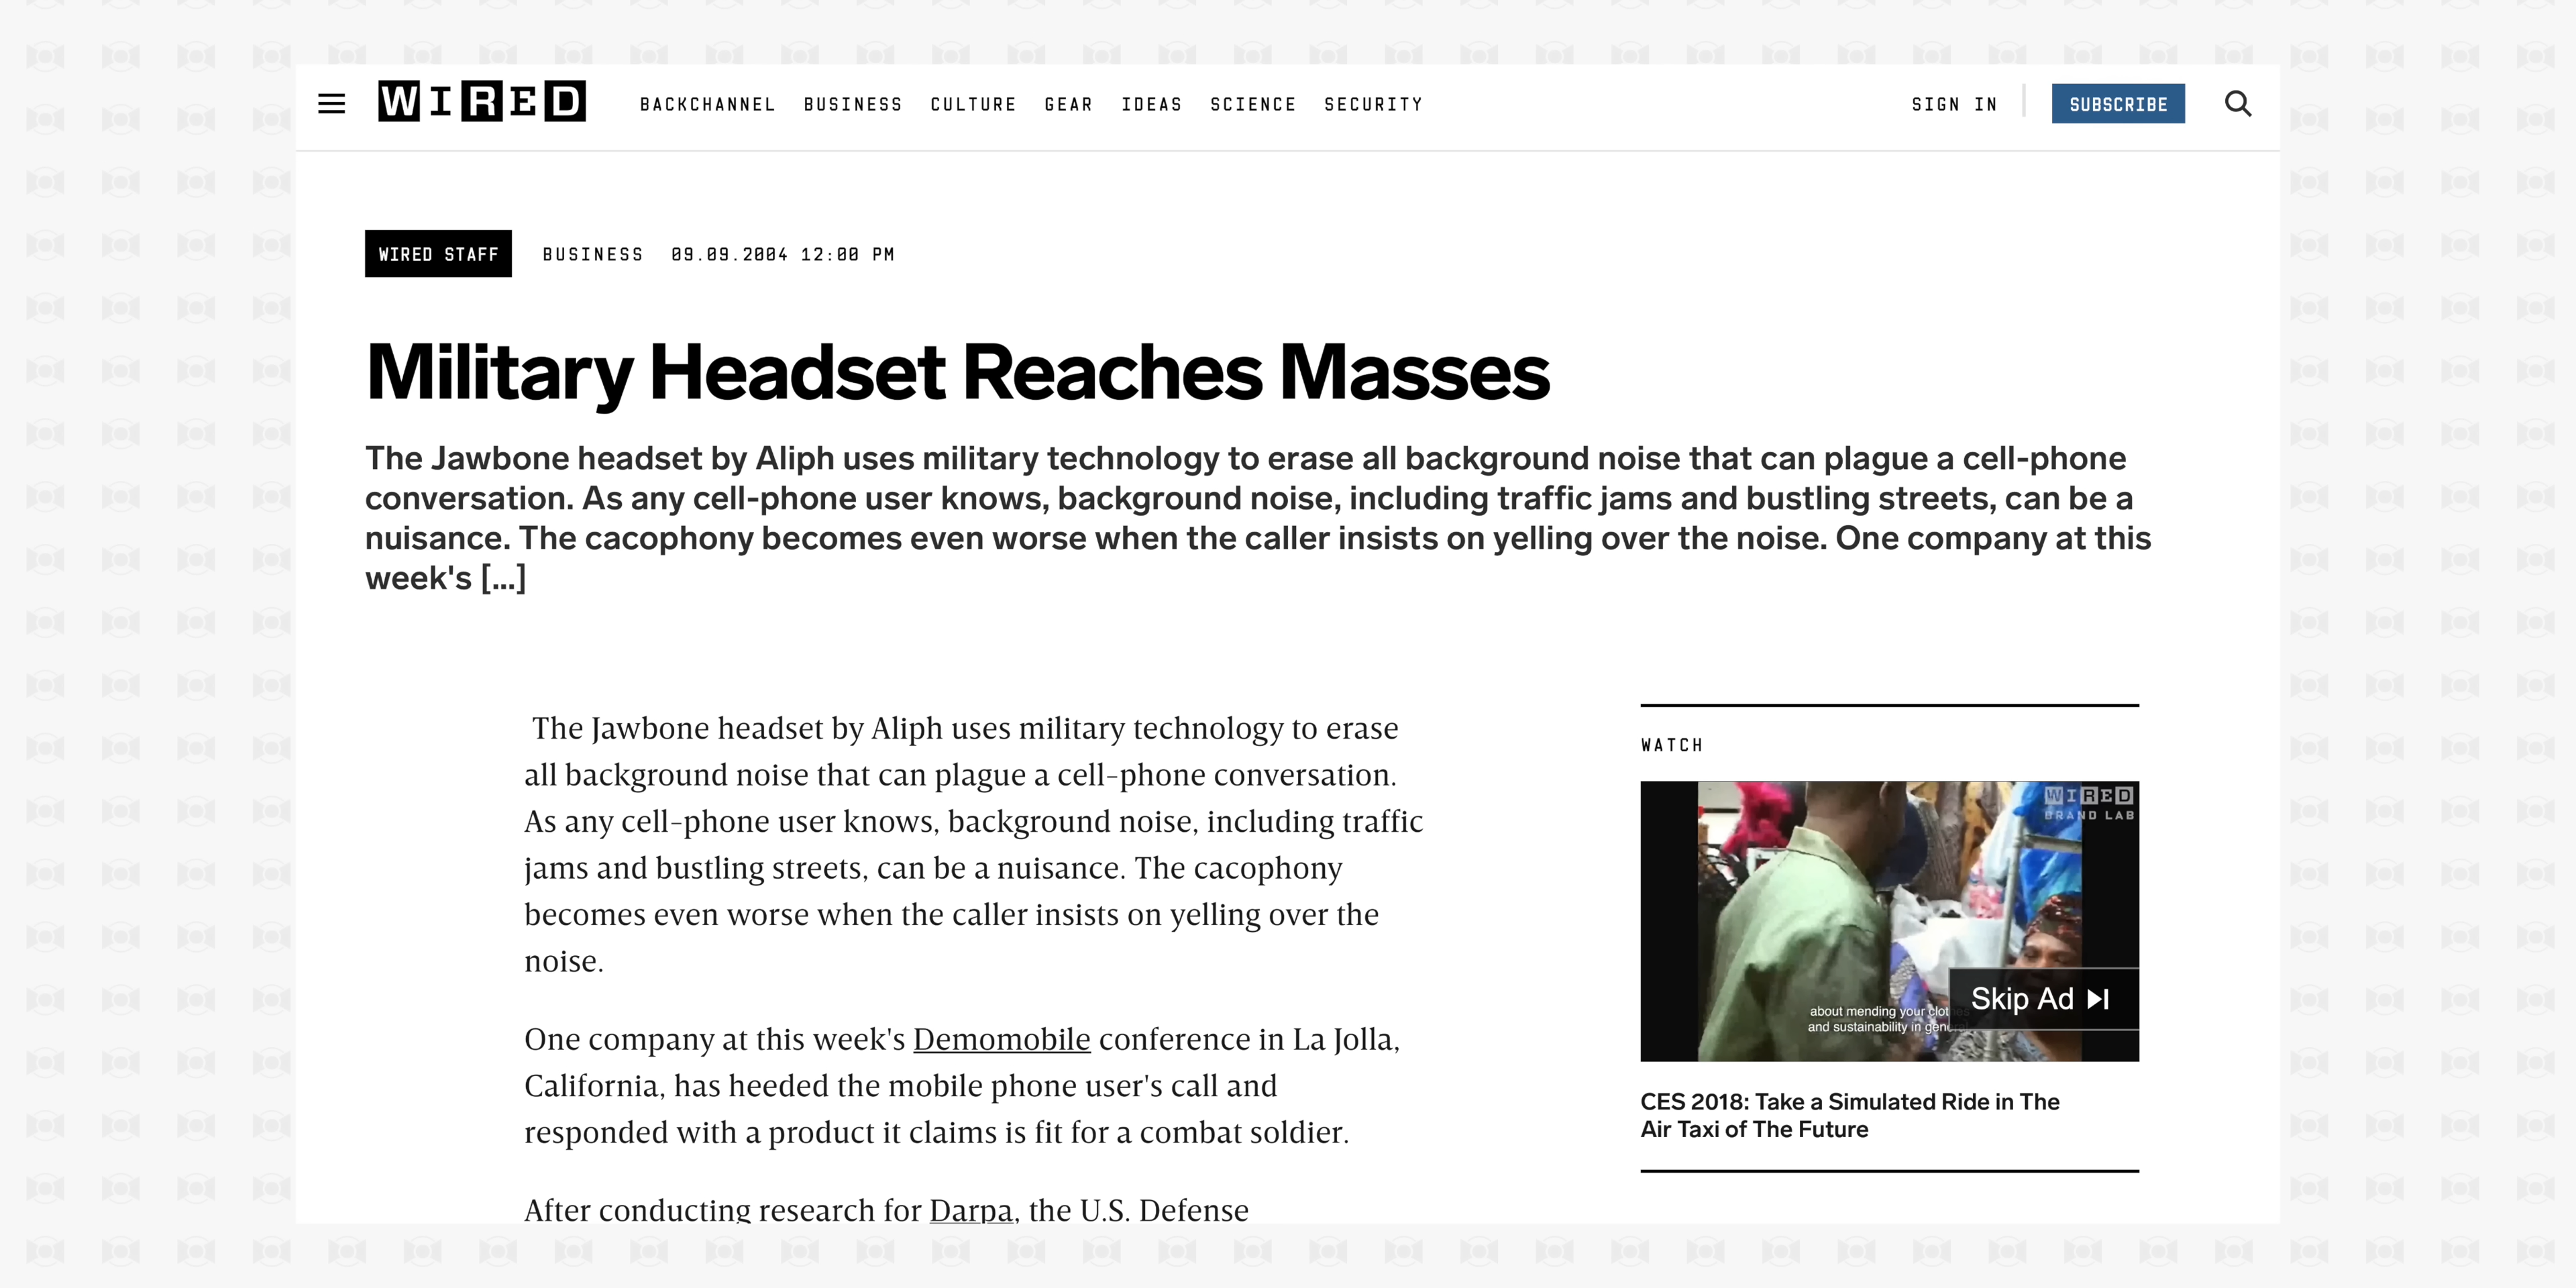 WIRED
BACKCHANNEL BUSINESS CULTURE GEAR IDEAS SCIENCE SECURITY
SIGN IN
SUBSCRIBE
WIRED STAFF
BUSINESS
09.09.2004 12:00 PM
Military Headset Reaches Masses
The Jawbone headset by Aliph uses military technology to erase all background noise that can plague a cell-phone
conversation. As any cell-phone user knows, background noise, including traffic jams and bustling streets, can be a
nuisance. The cacophony becomes even worse when the caller insists on yelling over the noise. One company at this
week's [...]
The Jawbone headset by Aliph uses military technology to erase
all background noise that can plague a cell-phone conversation.
As any cell-phone user knows, background noise, including traffic
jams and bustling streets, can be a nuisance. The cacophony
becomes even worse when the caller insists on yelling over the
noise.
One company at this week's Demomobile conference in La Jolla,
California, has heeded the mobile phone user's call and
responded with a product it claims is fit for a combat soldier.
After conducting research for Darpa, the U.S. Defense
WATCH
WIRED
BRAND LAB
Skip Ad
about mending your
and sustainability in
CES 2018: Take a Simulated Ride in The
Air Taxi of The Future